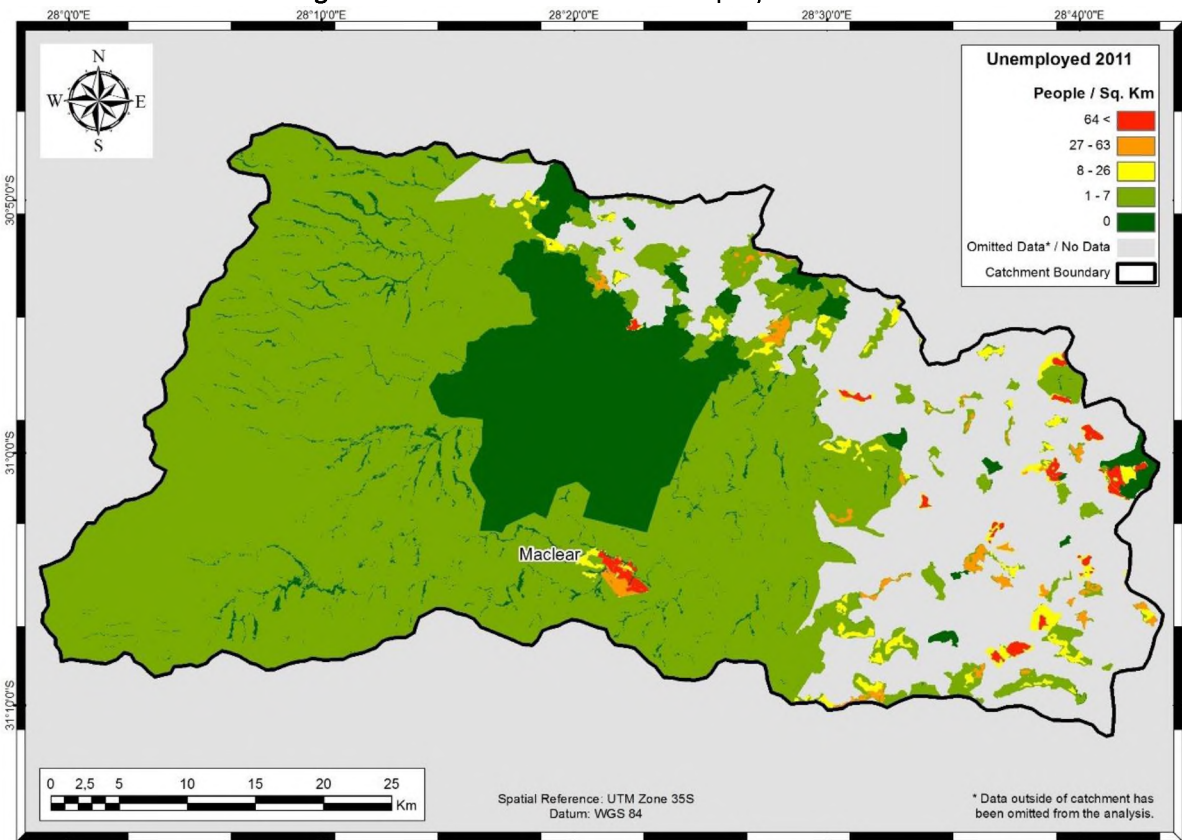 28°0'0"E
28°10'0"E
28°20'0"E
28°30'0"E
28°40'0"E
N
W
E
S
Unemployed 2011
People / Sq. Km
64 <
27 - 63
8 - 26
1 - 7
0
Omitted Data* / No Data
Catchment Boundary
30°50'0"S
31°0'0"S
31°10'0"S
Maclear
0 2,5 5 10 15 20 25
Km
Spatial Reference: UTM Zone 35S
Datum: WGS 84
* Data outside of catchment has
been omitted from the analysis.